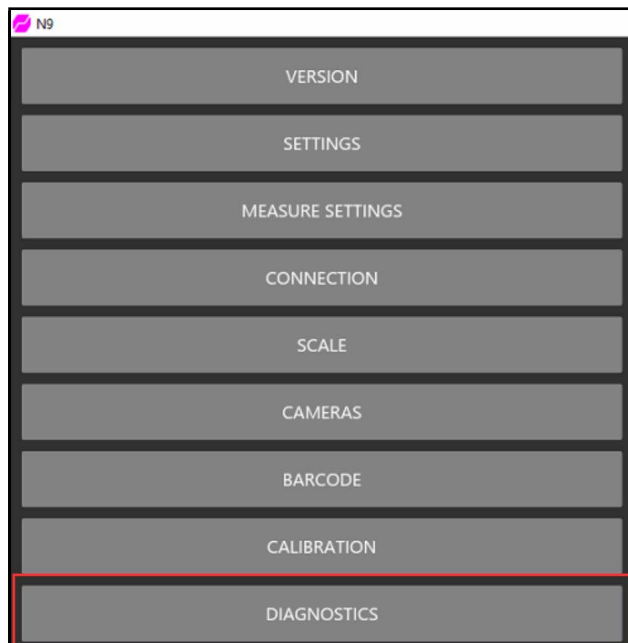 N9
VERSION
SETTINGS
MEASURE SETTINGS
CONNECTION
SCALE
CAMERAS
BARCODE
CALIBRATION
DIAGNOSTICS